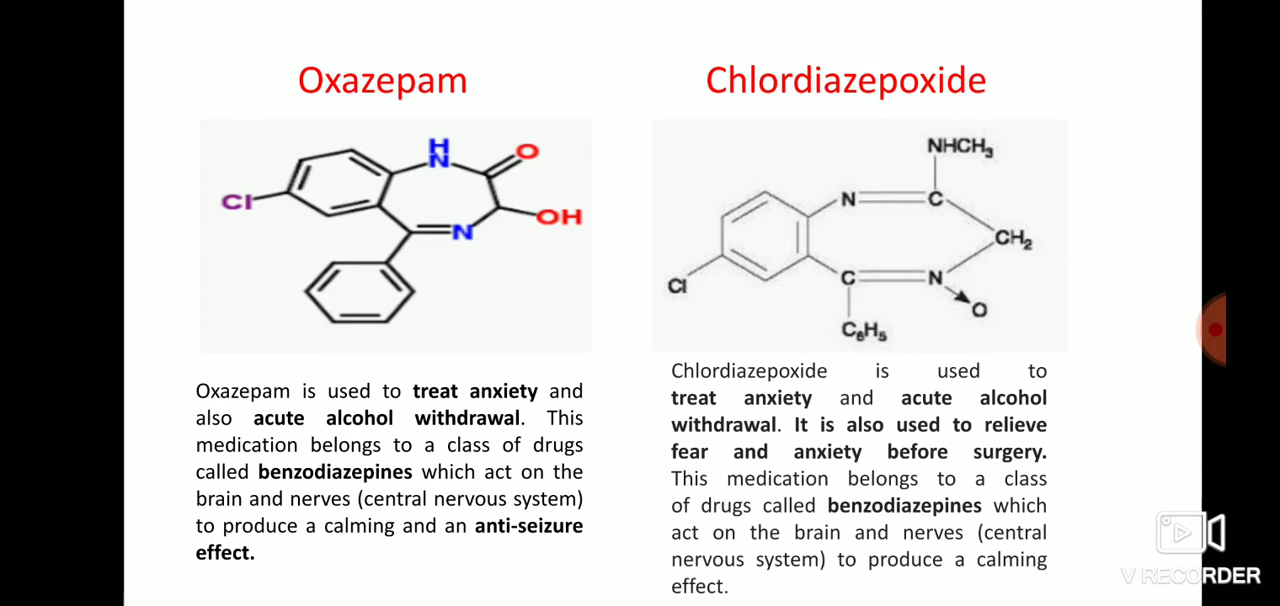 Oxazepam
H
N
O
Cl
OH
N
Oxazepam is used to treat anxiety and
also acute alcohol withdrawal. This
medication belongs to a class of drugs
called benzodiazepines which act on the
brain and nerves (central nervous system)
to produce a calming and an anti-seizure
effect.
Chlordiazepoxide
NHCH₃
N
C
CH₂
Cl
C
N
O
C₆H₅
Chlordiazepoxide is used to
treat anxiety and acute alcohol
withdrawal. It is also used to relieve
fear and anxiety before surgery.
This medication belongs to a class
of drugs called benzodiazepines which
act on the brain and nerves (central
nervous system) to produce a calming
effect.
V RECORDER